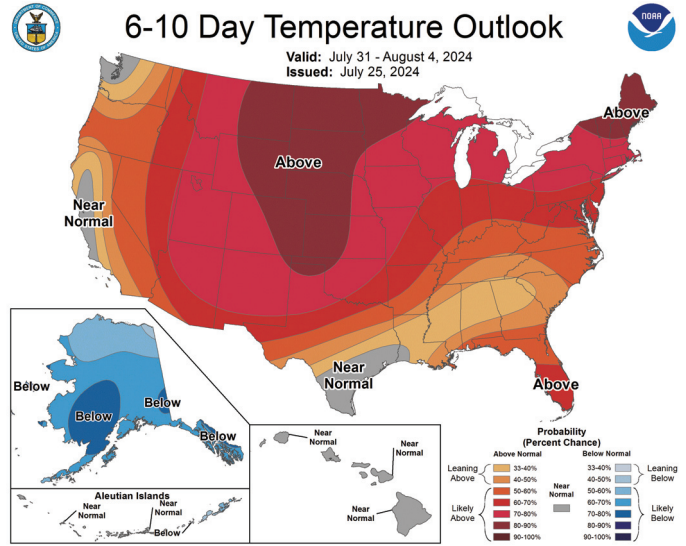 6-10 Day Temperature Outlook
Valid: July 31 - August 4, 2024
Issued: July 25, 2024
NOAA
Above
Above
Near
Normal
Near
Normal
Above
Below
Below
Below
Below
Aleutian Islands
Near
Normal
Near
Normal
Below
Near
Normal
Near
Normal
Near
Normal
Probability
(Percent Chance)
Above Normal
Below Normal
Leaning
Above
Likely
Above
33-40%
40-50%
50-60%
60-70%
70-80%
80-90%
90-100%
Near
Normal
33-40%
40-50%
50-60%
60-70%
70-80%
80-90%
90-100%
Leaning
Below
Likely
Below